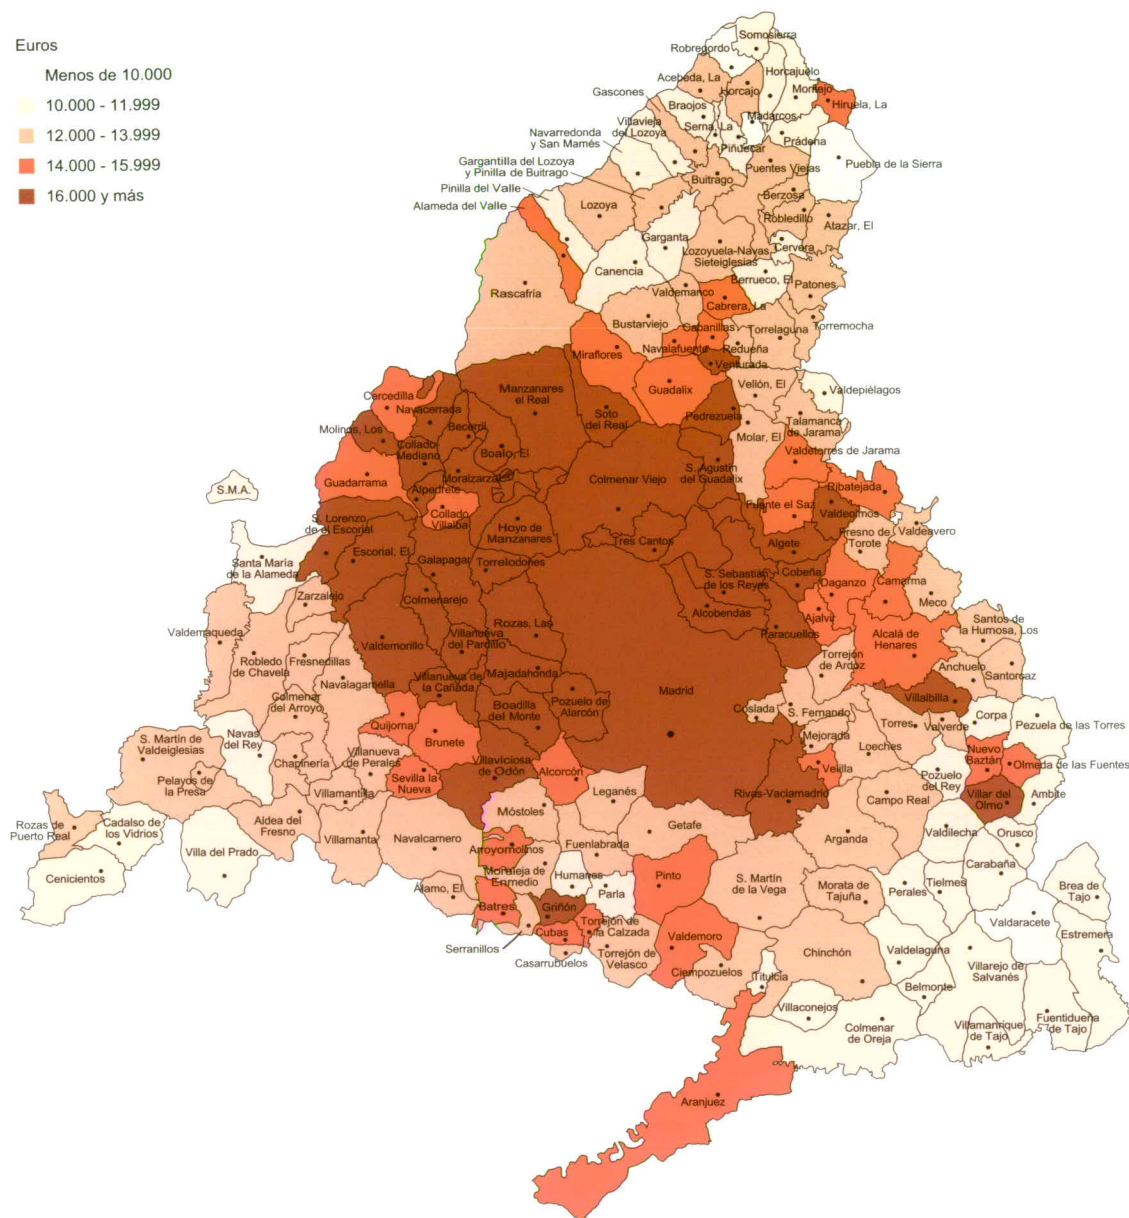 Euros
Menos de 10.000
10.000 - 11.999
12.000 - 13.999
14.000 - 15.999
16.000 y más
Somosierra
Robregordo
Acebeda, La
Horcajuelo
Horcajo
Montejo
Hiruela, La
Gascones
Braojos
Madarcos
Villavieja
del Lozoya
Serna, La
Prádena
Navarredonda
y San Mamés
Piñuecar
Puebla de la Sierra
Gargantilla del Lozoya
y Pinilla de Buitrago
Buitrago
Puentes Viejas
Pinilla del Valle
Alameda del Valle
Lozoya
Berzosa
Robledillo
Atazar, El
Garganta
Cervera
Lozoyuela-Navas
Sieteiglesias
Canencia
Berrueco, El
Rascafría
Valdemanco
Patones
Cabrera, La
Bustarviejo
Cabanillas
Torrelaguna
Torremocha
Miraflores
Navalafuente
Redueña
Venturada
Guadalix
Vellón, El
Valdepiélagos
Cercedilla
Manzanares
el Real
Navacerrada
Soto
del Real
Pedrezuela
Talamanca
de Jarama
Molinos, Los
Becerril
Molar, El
Collado-
Mediano
Boalo, El
Valdetorres de Jarama
Guadarrama
Moralzarzal
Colmenar Viejo
S. Agustín
del Guadalix
Ribatejada
S.M.A.
Alpedrete
Collado
Villalba
Fuente el Saz
Valdeolmos
S. Lorenzo
de el Escorial
Hoyo de
Manzanares
Fresno de
Torote
Valdeavero
Tres Cantos
Algete
Santa María
de la Alameda
Escorial, El
Galapagar
Torrelodones
S. Sebastián
de los Reyes
Cobeña
Daganzo
Camarma
Colmenarejo
Meco
Zarzalejo
Alcobendas
Ajalvir
Valdemaqueda
Rozas, Las
Paracuellos
Santos de
la Humosa, Los
Valdemorillo
Villanueva
del Pardillo
Alcalá de
Henares
Robledo
de Chavela
Fresnedillas
Torrejón
de Ardoz
Anchuelo
Majadahonda
Navalagamella
Santorcaz
Villanueva de
la Cañada
Madrid
Villalbilla
Colmenar
del Arroyo
Boadilla
del Monte
Pozuelo de
Alarcón
Coslada
S. Fernando
Corpa
Pezuela de las Torres
Quijorna
Torres
Valverde
Navas
del Rey
Brunete
Mejorada
Loeches
Nuevo
Baztán
S. Martín de
Valdeiglesias
Villanueva
de Perales
Chapinería
Villaviciosa
de Odón
Velilla
Olmeda de las Fuentes
Pelayos de
la Presa
Sevilla la
Nueva
Alcorcón
Pozuelo
del Rey
Villamantilla
Leganés
Rivas-Vaciamadrid
Campo Real
Villar del
Olmo
Ambite
Móstoles
Rozas de
Puerto Real
Cadalso de
los Vidrios
Aldea del
Fresno
Villamanta
Navalcarnero
Getafe
Arganda
Valdilecha
Orusco
Arroyomolinos
Fuenlabrada
Villa del Prado
Moraleja de
Enmedio
Carabaña
Cenicientos
Humanes
Pinto
S. Martín
de la Vega
Morata de
Tajuña
Perales
Tielmes
Brea de
Tajo
Álamo, El
Parla
Batres
Griñón
Valdaracete
Cubas
Torrejón de
la Calzada
Valdemoro
Estremera
Serranillos
Chinchón
Valdelaguna
Casarrubuelos
Torrejón de
Velasco
Ciempozuelos
Villarejo de
Salvanés
Titulcia
Belmonte
Villaconejos
Fuentidueña
de Tajo
Colmenar
de Oreja
Villamanrique
de Tajo
Aranjuez